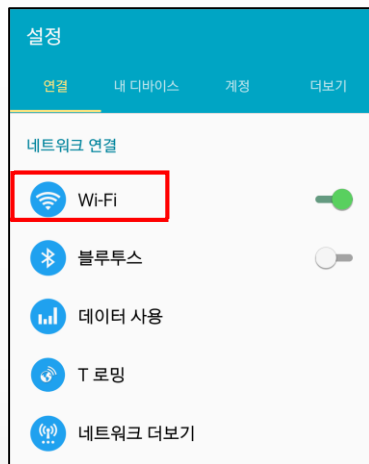 설정
연결 내 디바이스 계정 더보기
네트워크 연결
Wi-Fi
블루투스
데이터 사용
T 로밍
네트워크 더보기